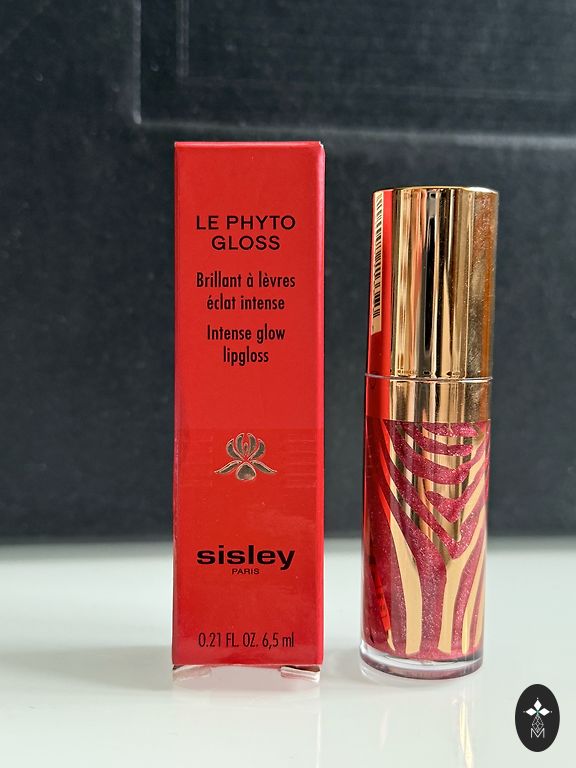 LE PHYTO
GLOSS
Brillant à lèvres
éclat intense
Intense glow
lipgloss
sisley
PARIS
0.21 FL. OZ. 6,5 ml
M